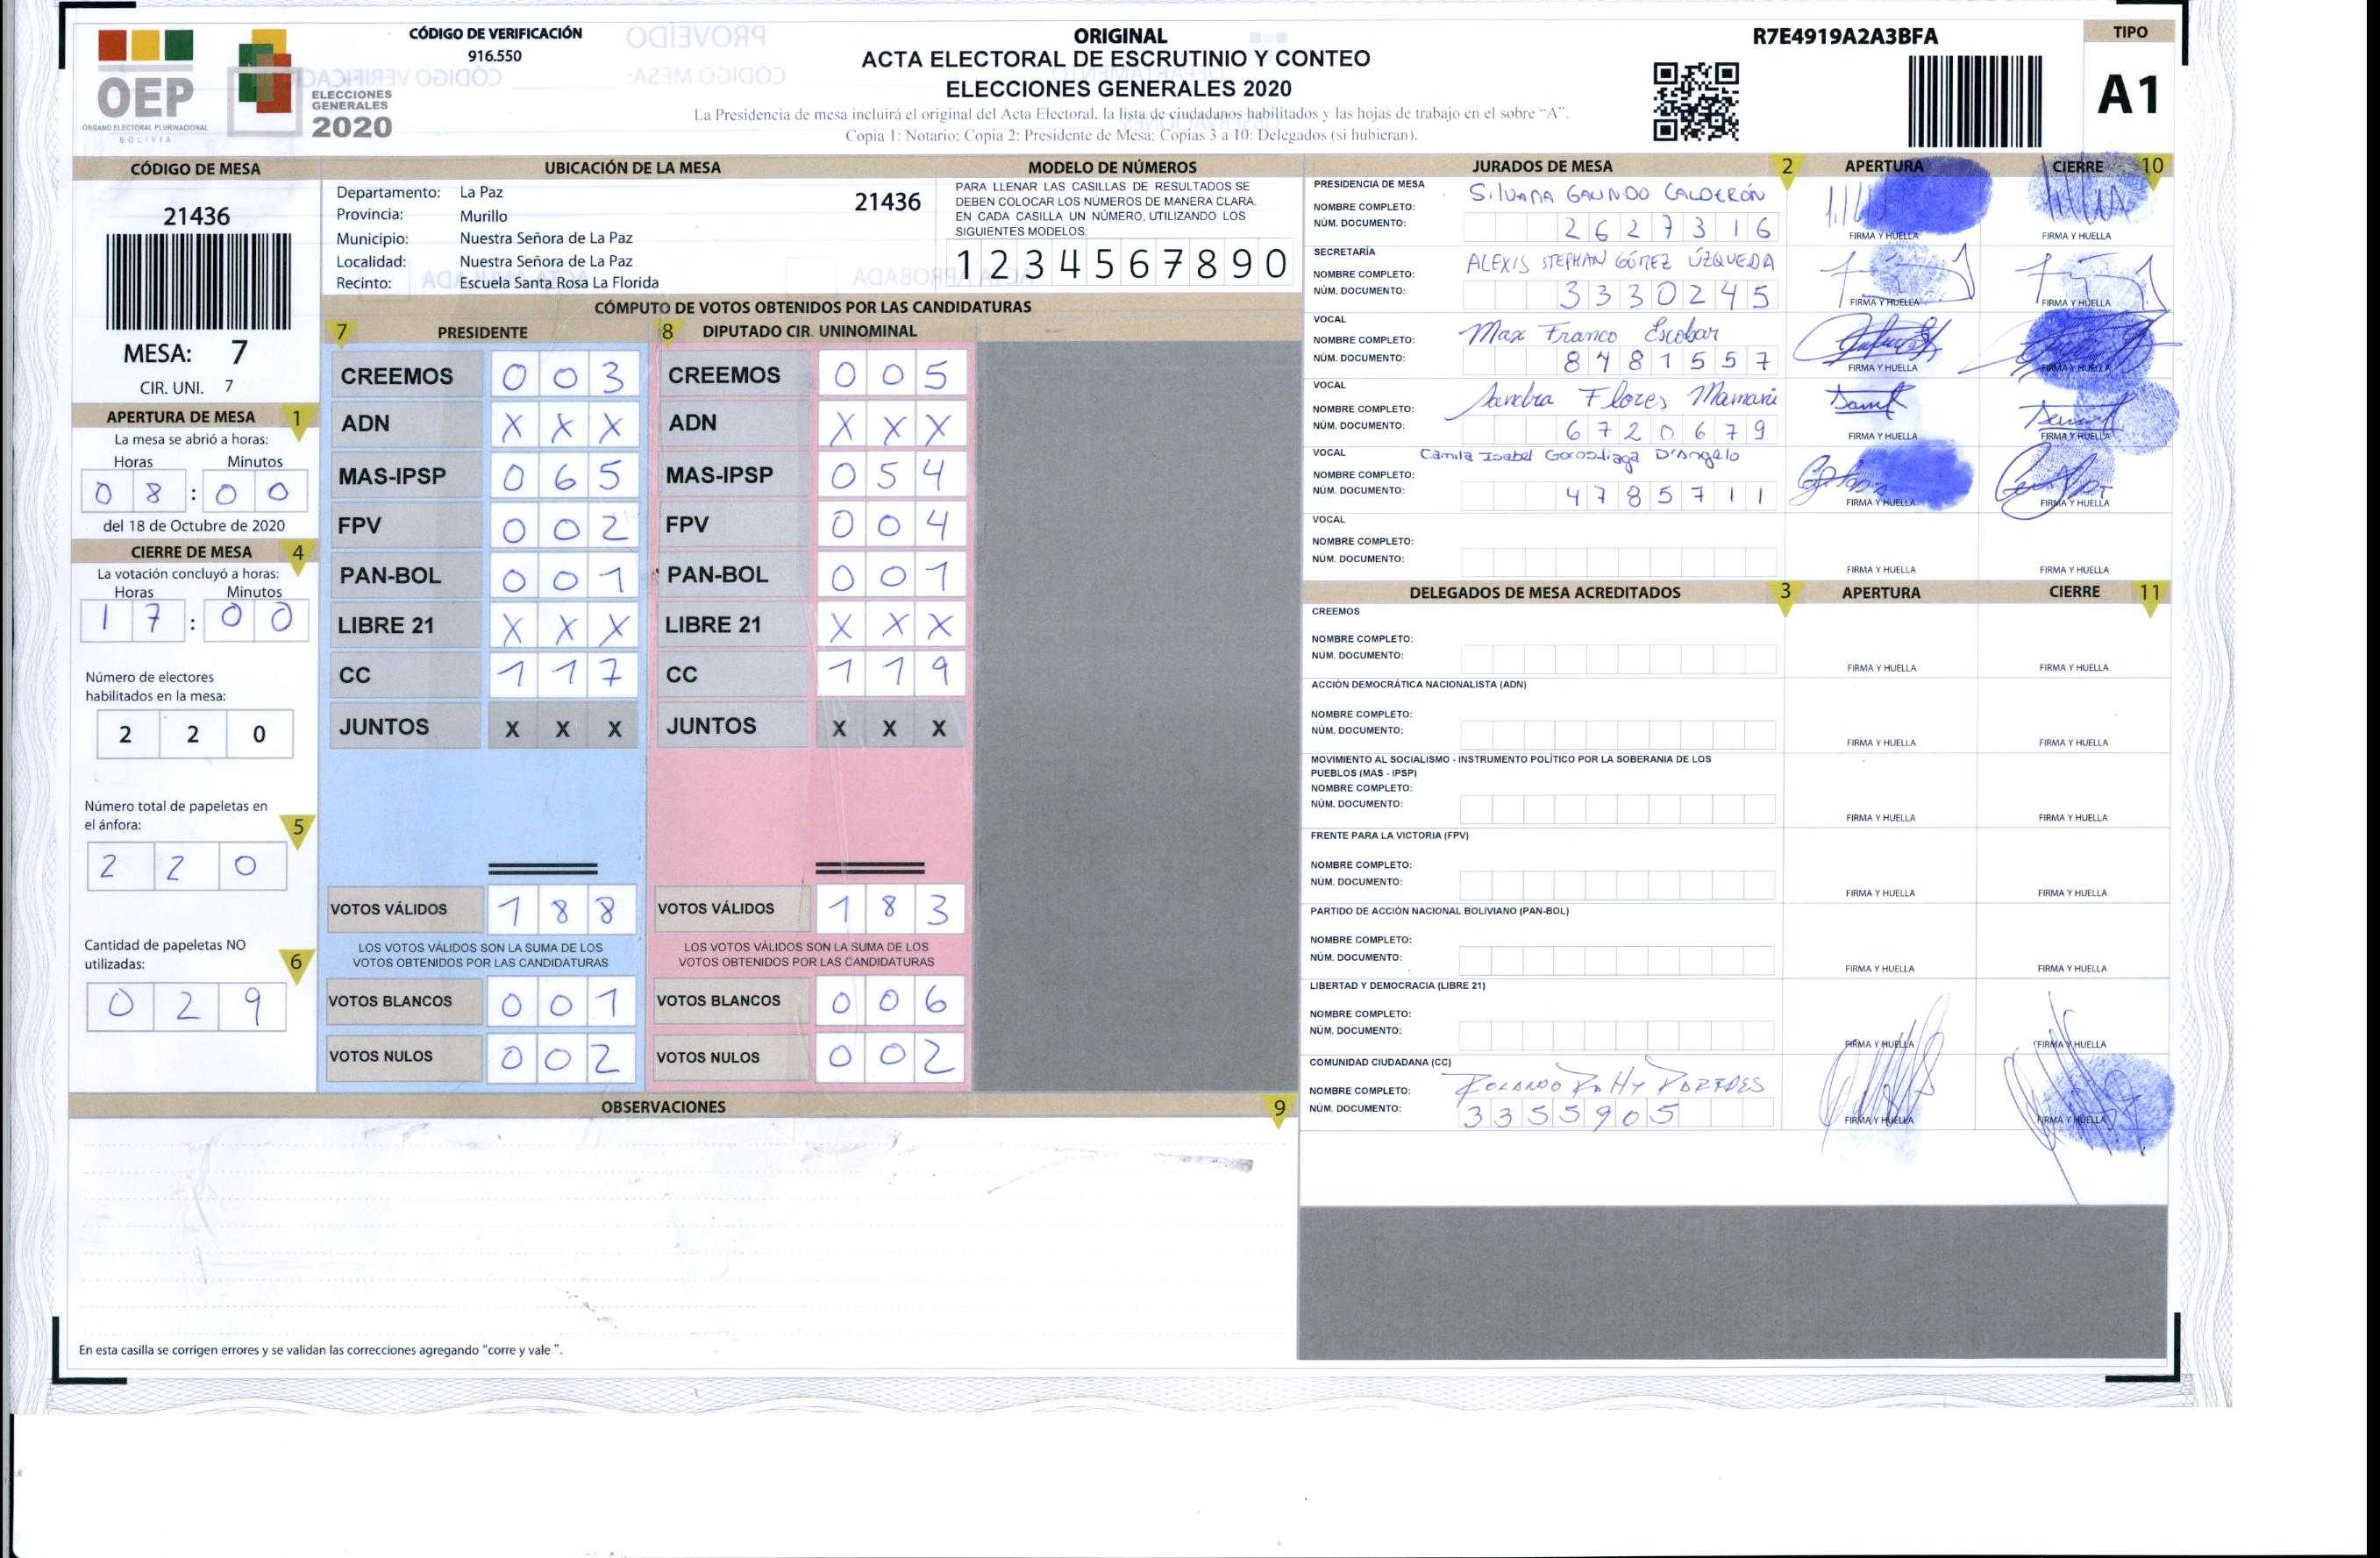 OEP
ÓRGANO ELECTORAL PLURINACIONAL
BOLIVIA
ELECCIONES
GENERALES
2020
CÓDIGO DE VERIFICACIÓN
916.550
ORIGINAL
ACTA ELECTORAL DE ESCRUTINIO Y CONTEO
ELECCIONES GENERALES 2020
La Presidencia de mesa incluirá el original del Acta Electoral, la lista de ciudadanos habilitados y las hojas de trabajo en el sobre "A".
Copia 1: Notario; Copia 2: Presidente de Mesa; Copias 3 a 10: Delegados (si hubieran).
R7E4919A2A3BFA
TIPO
A1
CÓDIGO DE MESA
21436
MESA: 7
CIR. UNI. 7
APERTURA DE MESA 1
La mesa se abrió a horas:
Horas Minutos
08 : 00
del 18 de Octubre de 2020
CIERRE DE MESA 4
La votación concluyó a horas:
Horas Minutos
17 : 00
Número de electores
habilitados en la mesa:
2 2 0
Número total de papeletas en
el ánfora: 5
2 2 0
Cantidad de papeletas NO
utilizadas: 6
0 2 9
UBICACIÓN DE LA MESA
Departamento: La Paz 21436
Provincia: Murillo
Municipio: Nuestra Señora de La Paz
Localidad: Nuestra Señora de La Paz
Recinto: Escuela Santa Rosa La Florida
MODELO DE NÚMEROS
PARA LLENAR LAS CASILLAS DE RESULTADOS SE
DEBEN COLOCAR LOS NÚMEROS DE MANERA CLARA.
EN CADA CASILLA UN NÚMERO, UTILIZANDO LOS
SIGUIENTES MODELOS:
1 2 3 4 5 6 7 8 9 0
CÓMPUTO DE VOTOS OBTENIDOS POR LAS CANDIDATURAS
7 PRESIDENTE 8 DIPUTADO CIR. UNINOMINAL
CREEMOS 0 0 3 CREEMOS 0 0 5
ADN X X X ADN X X X
MAS-IPSP 0 6 5 MAS-IPSP 0 5 4
FPV 0 0 2 FPV 0 0 4
PAN-BOL 0 0 1 PAN-BOL 0 0 1
LIBRE 21 X X X LIBRE 21 X X X
CC 1 1 7 CC 1 1 9
JUNTOS X X X JUNTOS X X X
VOTOS VÁLIDOS 1 8 8 VOTOS VÁLIDOS 1 8 3
LOS VOTOS VÁLIDOS SON LA SUMA DE LOS LOS VOTOS VÁLIDOS SON LA SUMA DE LOS
VOTOS OBTENIDOS POR LAS CANDIDATURAS VOTOS OBTENIDOS POR LAS CANDIDATURAS
VOTOS BLANCOS 0 0 1 VOTOS BLANCOS 0 0 6
VOTOS NULOS 0 0 2 VOTOS NULOS 0 0 2
OBSERVACIONES 9
En esta casilla se corrigen errores y se validan las correcciones agregando "corre y vale ".
JURADOS DE MESA 2 APERTURA CIERRE 10
PRESIDENCIA DE MESA
NOMBRE COMPLETO: SILVANA GALINDO CALDERÓN
NÚM. DOCUMENTO: 2627316 FIRMA Y HUELLA FIRMA Y HUELLA
SECRETARÍA
NOMBRE COMPLETO: ALEXIS STEPHAN GÓMEZ ÚZQUEDA
NÚM. DOCUMENTO: 3330245 FIRMA Y HUELLA FIRMA Y HUELLA
VOCAL
NOMBRE COMPLETO: Max Franco Escobar
NÚM. DOCUMENTO: 8481557 FIRMA Y HUELLA FIRMA Y HUELLA
VOCAL
NOMBRE COMPLETO: Sandra Flores Mamani
NÚM. DOCUMENTO: 6720679 FIRMA Y HUELLA FIRMA Y HUELLA
VOCAL
NOMBRE COMPLETO: Camila Isabel Gorostiaga D'Angelo
NÚM. DOCUMENTO: 4785711 FIRMA Y HUELLA FIRMA Y HUELLA
VOCAL
NOMBRE COMPLETO:
NÚM. DOCUMENTO: FIRMA Y HUELLA FIRMA Y HUELLA
DELEGADOS DE MESA ACREDITADOS 3 APERTURA CIERRE 11
CREEMOS
NOMBRE COMPLETO:
NÚM. DOCUMENTO: FIRMA Y HUELLA FIRMA Y HUELLA
ACCIÓN DEMOCRÁTICA NACIONALISTA (ADN)
NOMBRE COMPLETO:
NÚM. DOCUMENTO: FIRMA Y HUELLA FIRMA Y HUELLA
MOVIMIENTO AL SOCIALISMO - INSTRUMENTO POLÍTICO POR LA SOBERANIA DE LOS
PUEBLOS (MAS - IPSP)
NOMBRE COMPLETO:
NÚM. DOCUMENTO: FIRMA Y HUELLA FIRMA Y HUELLA
FRENTE PARA LA VICTORIA (FPV)
NOMBRE COMPLETO:
NÚM. DOCUMENTO: FIRMA Y HUELLA FIRMA Y HUELLA
PARTIDO DE ACCIÓN NACIONAL BOLIVIANO (PAN-BOL)
NOMBRE COMPLETO:
NÚM. DOCUMENTO: FIRMA Y HUELLA FIRMA Y HUELLA
LIBERTAD Y DEMOCRACIA (LIBRE 21)
NOMBRE COMPLETO:
NÚM. DOCUMENTO: FIRMA Y HUELLA FIRMA Y HUELLA
COMUNIDAD CIUDADANA (CC)
NOMBRE COMPLETO: ROLANDO PAREDES
NÚM. DOCUMENTO: 3355905 FIRMA Y HUELLA FIRMA Y HUELLA